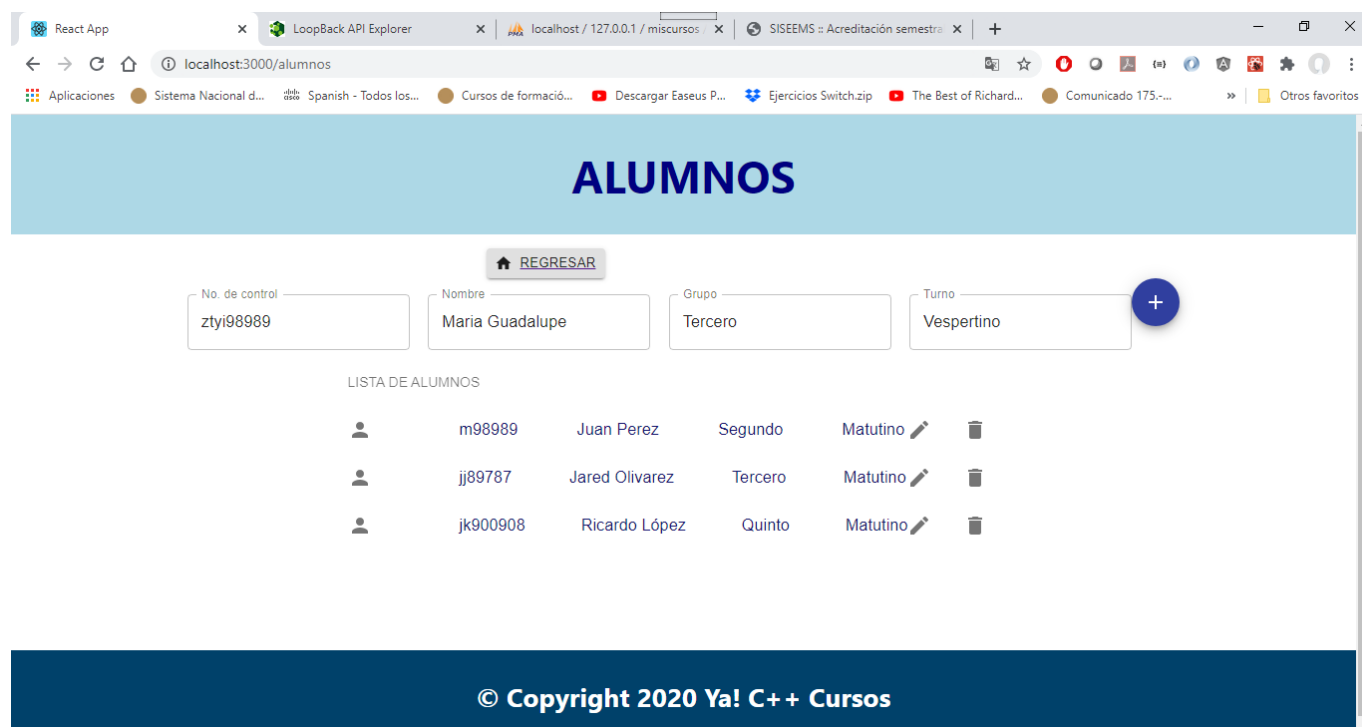 React App
LoopBack API Explorer
localhost / 127.0.0.1 / miscursos /
SISEEMS :: Acreditación semestra
localhost:3000/alumnos
Aplicaciones
Sistema Nacional d...
Spanish - Todos los...
Cursos de formació...
Descargar Easeus P...
Ejercicios Switch.zip
The Best of Richard...
Comunicado 175.-...
»
Otros favoritos
ALUMNOS
REGRESAR
No. de control
ztyi98989
Nombre
Maria Guadalupe
Grupo
Tercero
Turno
Vespertino
+
LISTA DE ALUMNOS
m98989 Juan Perez Segundo Matutino
jj89787 Jared Olivarez Tercero Matutino
jk900908 Ricardo López Quinto Matutino
© Copyright 2020 Ya! C++ Cursos